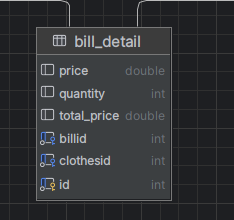 bill_detail
price double
quantity int
total_price double
billid int
clothesid int
id int